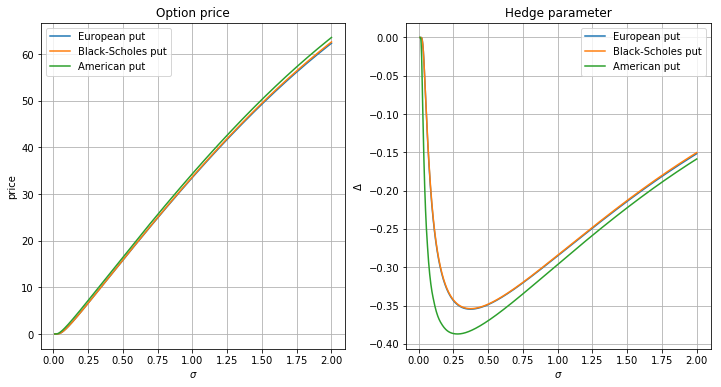 Option price
European put
Black-Scholes put
American put
price
60
50
40
30
20
10
0
0.00 0.25 0.50 0.75 1.00 1.25 1.50 1.75 2.00
σ
Hedge parameter
European put
Black-Scholes put
American put
Δ
0.00
−0.05
−0.10
−0.15
−0.20
−0.25
−0.30
−0.35
−0.40
0.00 0.25 0.50 0.75 1.00 1.25 1.50 1.75 2.00
σ